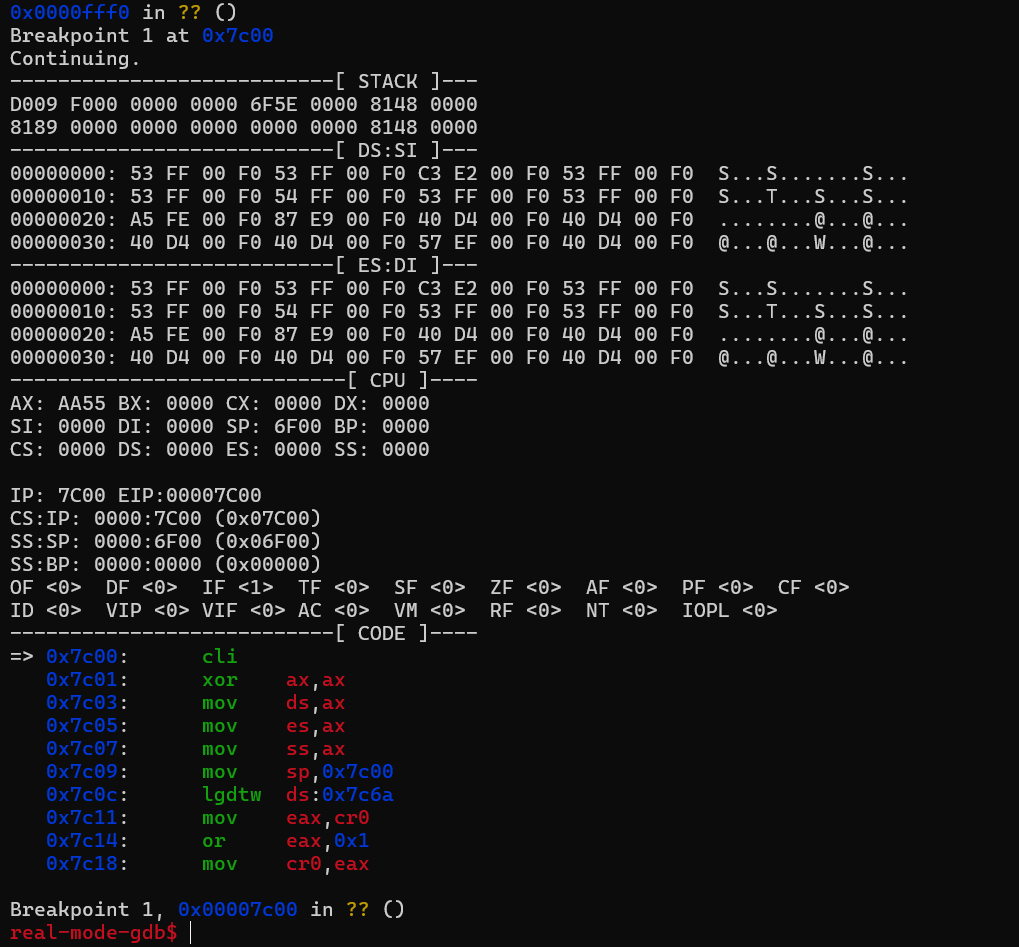 0x0000fff0 in ?? ()
Breakpoint 1 at 0x7c00
Continuing.
---------------------------[ STACK ]---
D009 F000 0000 0000 6F5E 0000 8148 0000
8189 0000 0000 0000 0000 0000 8148 0000
---------------------------[ DS:SI ]---
00000000: 53 FF 00 F0 53 FF 00 F0 C3 E2 00 F0 53 FF 00 F0  S...S.......S...
00000010: 53 FF 00 F0 54 FF 00 F0 53 FF 00 F0 53 FF 00 F0  S...T...S...S...
00000020: A5 FE 00 F0 87 E9 00 F0 40 D4 00 F0 40 D4 00 F0  ........@...@...
00000030: 40 D4 00 F0 40 D4 00 F0 57 EF 00 F0 40 D4 00 F0  @...@...W...@...
---------------------------[ ES:DI ]---
00000000: 53 FF 00 F0 53 FF 00 F0 C3 E2 00 F0 53 FF 00 F0  S...S.......S...
00000010: 53 FF 00 F0 54 FF 00 F0 53 FF 00 F0 53 FF 00 F0  S...T...S...S...
00000020: A5 FE 00 F0 87 E9 00 F0 40 D4 00 F0 40 D4 00 F0  ........@...@...
00000030: 40 D4 00 F0 40 D4 00 F0 57 EF 00 F0 40 D4 00 F0  @...@...W...@...
----------------------------[ CPU ]----
AX: AA55 BX: 0000 CX: 0000 DX: 0000
SI: 0000 DI: 0000 SP: 6F00 BP: 0000
CS: 0000 DS: 0000 ES: 0000 SS: 0000

IP: 7C00 EIP:00007C00
CS:IP: 0000:7C00 (0x07C00)
SS:SP: 0000:6F00 (0x06F00)
SS:BP: 0000:0000 (0x00000)
OF <0>  DF <0>  IF <1>  TF <0>  SF <0>  ZF <0>  AF <0>  PF <0>  CF <0>
ID <0>  VIP <0> VIF <0> AC <0>  VM <0>  RF <0>  NT <0>  IOPL <0>
---------------------------[ CODE ]----
=> 0x7c00:      cli
   0x7c01:      xor    ax,ax
   0x7c03:      mov    ds,ax
   0x7c05:      mov    es,ax
   0x7c07:      mov    ss,ax
   0x7c09:      mov    sp,0x7c00
   0x7c0c:      lgdtw  ds:0x7c6a
   0x7c11:      mov    eax,cr0
   0x7c14:      or     eax,0x1
   0x7c18:      mov    cr0,eax

Breakpoint 1, 0x00007c00 in ?? ()
real-mode-gdb$